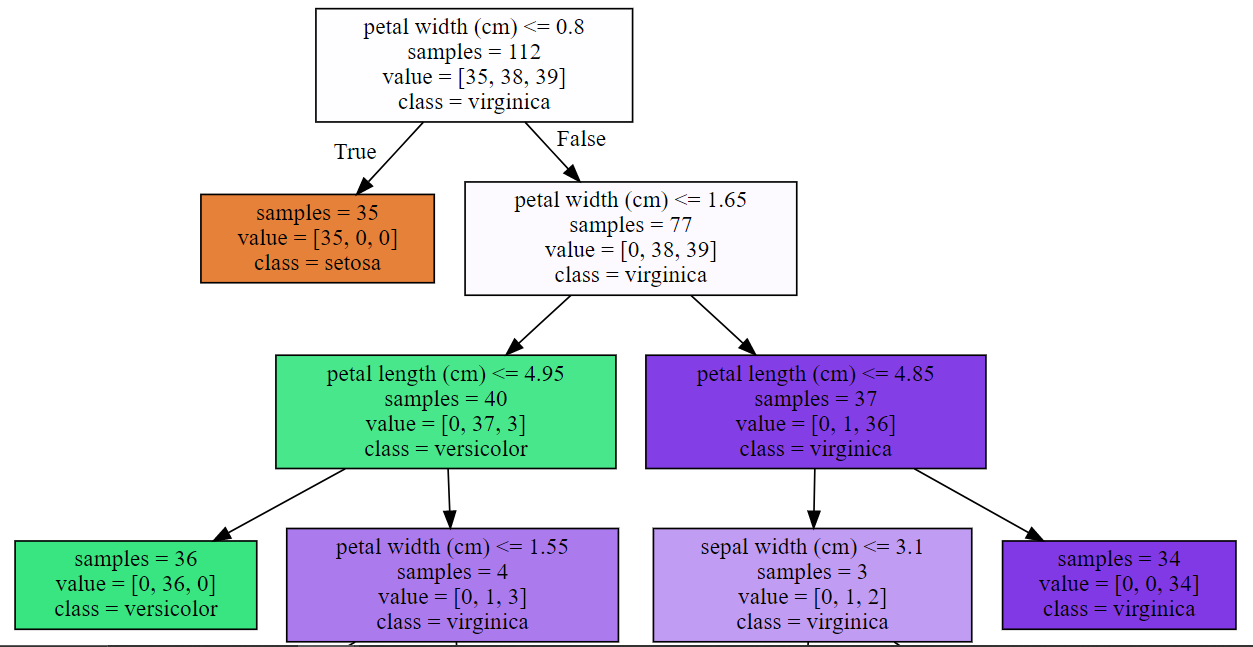 petal width (cm) <= 0.8
samples = 112
value = [35, 38, 39]
class = virginica
True
False
samples = 35
value = [35, 0, 0]
class = setosa
petal width (cm) <= 1.65
samples = 77
value = [0, 38, 39]
class = virginica
petal length (cm) <= 4.95
samples = 40
value = [0, 37, 3]
class = versicolor
petal length (cm) <= 4.85
samples = 37
value = [0, 1, 36]
class = virginica
samples = 36
value = [0, 36, 0]
class = versicolor
petal width (cm) <= 1.55
samples = 4
value = [0, 1, 3]
class = virginica
sepal width (cm) <= 3.1
samples = 3
value = [0, 1, 2]
class = virginica
samples = 34
value = [0, 0, 34]
class = virginica